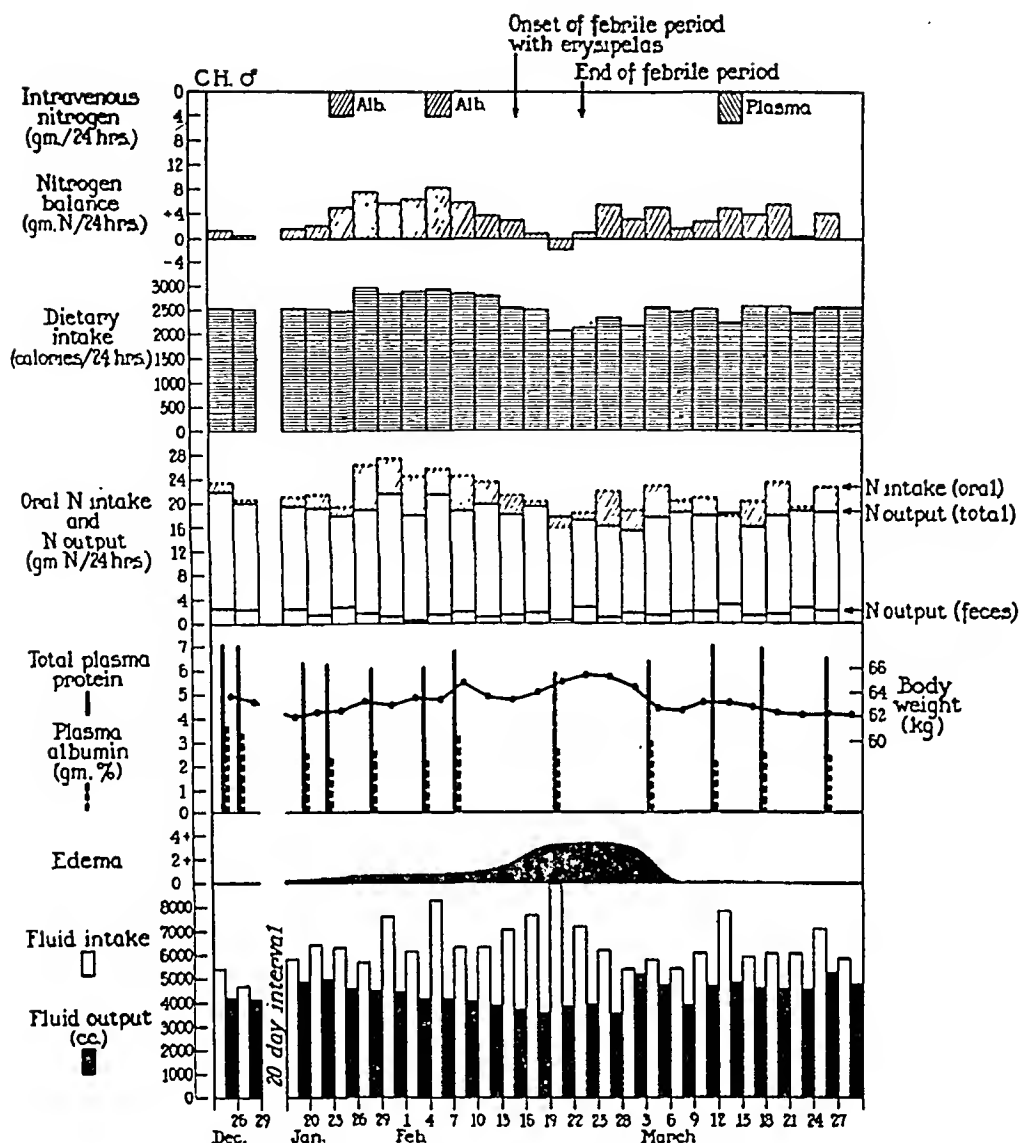 Onset of febrile period
with erysipelas
End of febrile period
C H. ♂
Intravenous
nitrogen
(gm./24 hrs.)
0
4
8
12
Alb.
Alb.
Plasma
Nitrogen
balance
(gm. N/24 hrs.)
8
+4
0
-4
Dietary
intake
(calories/24 hrs.)
3000
2500
2000
1500
1000
500
0
Oral N intake
and
N output
(gm N/24 hrs)
28
24
20
16
12
8
4
0
N intake (oral)
N output (total)
N output (feces)
Total plasma
protein
Plasma
albumin
(gm. %)
7
6
5
4
3
2
1
0
66
64
62
60
Body
weight
(kg)
Edema
4+
2+
0
Fluid intake
Fluid output
(c.c.)
8000
7000
6000
5000
4000
3000
2000
1000
0
20 day interval
26 29 20 23 26 29 1 4 7 10 13 16 19 22 25 28 3 6 9 12 15 18 21 24 27
Dec. Jan. Feb March